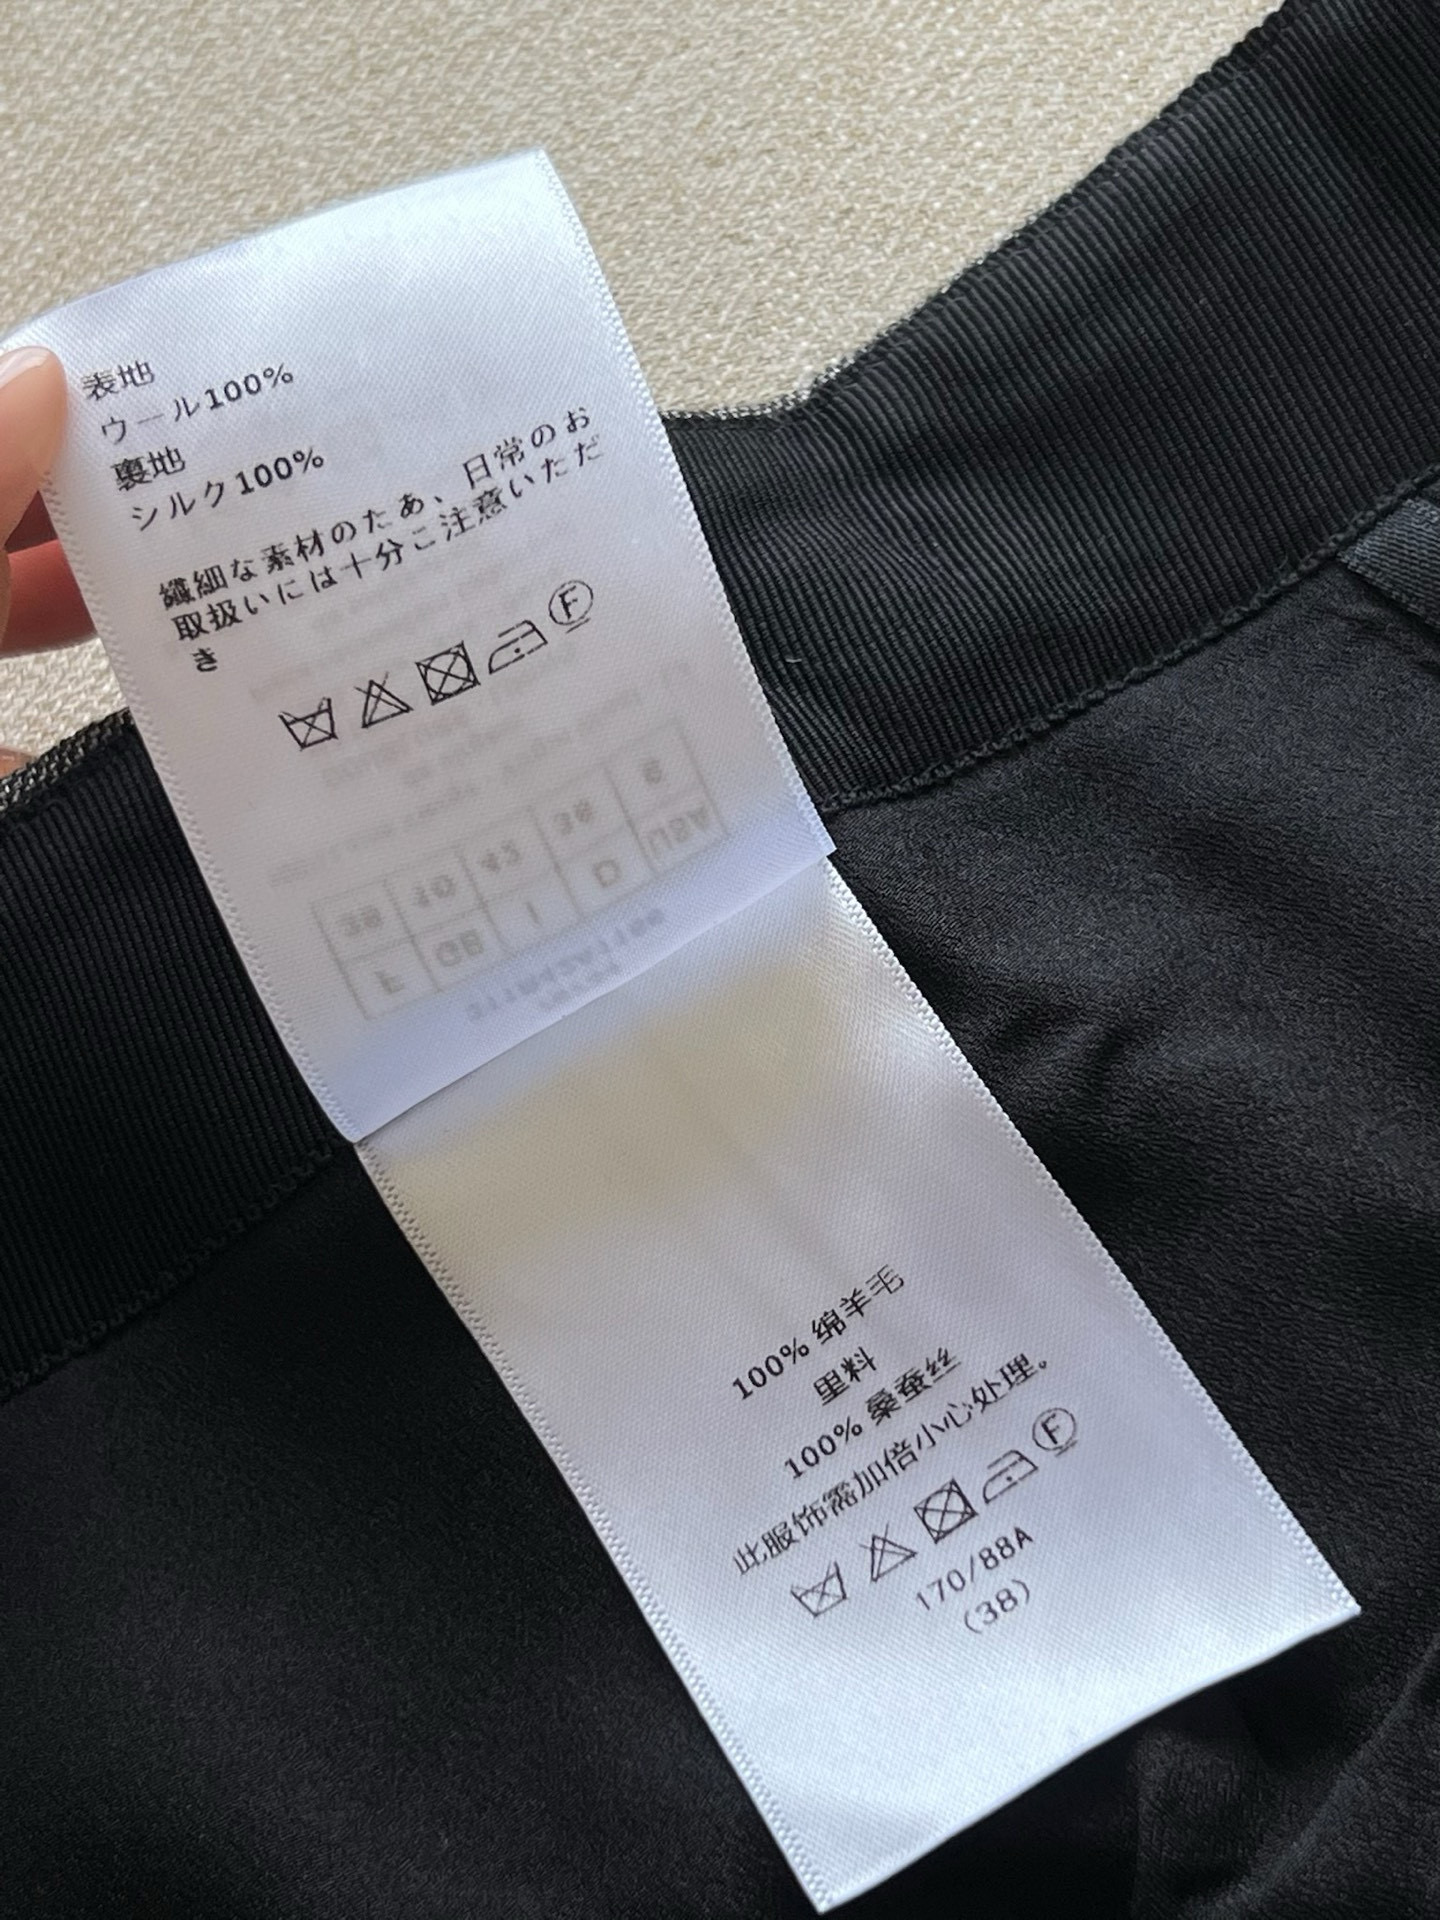 表地
ウール100%
裏地
シルク100%
繊細な素材のたあ、日常のお
取扱いには十分こ注意いただ
き
F
100% 绵羊毛
里料
100% 桑蚕丝
此服饰需加倍小心处理。
F
170/88A
(38)